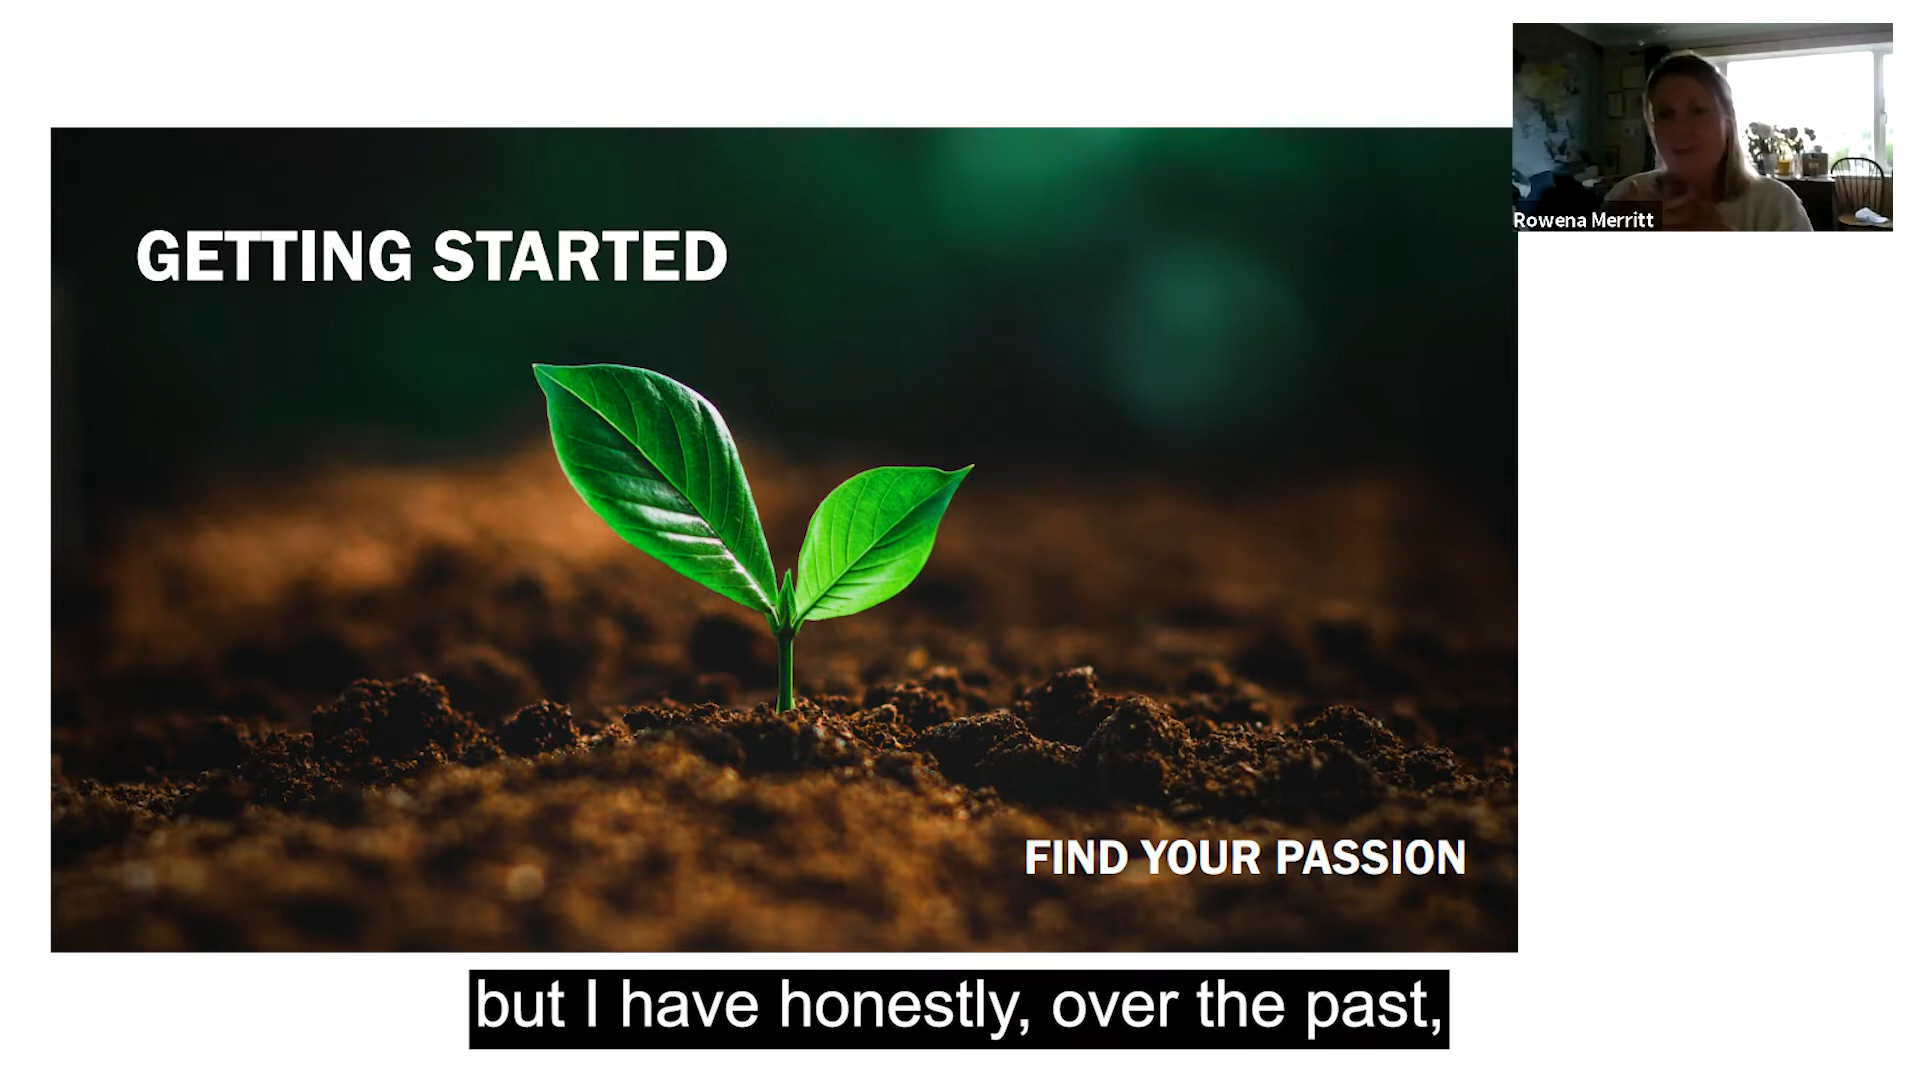 Rowena Merritt
GETTING STARTED
FIND YOUR PASSION
but I have honestly, over the past,